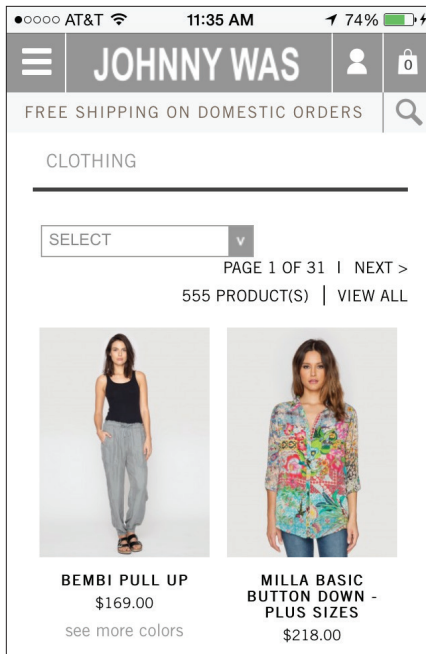 AT&T 11:35 AM 74%
JOHNNY WAS 0
FREE SHIPPING ON DOMESTIC ORDERS
CLOTHING
SELECT v
PAGE 1 OF 31 | NEXT >
555 PRODUCT(S) | VIEW ALL
BEMBI PULL UP
$169.00
see more colors
MILLA BASIC
BUTTON DOWN -
PLUS SIZES
$218.00